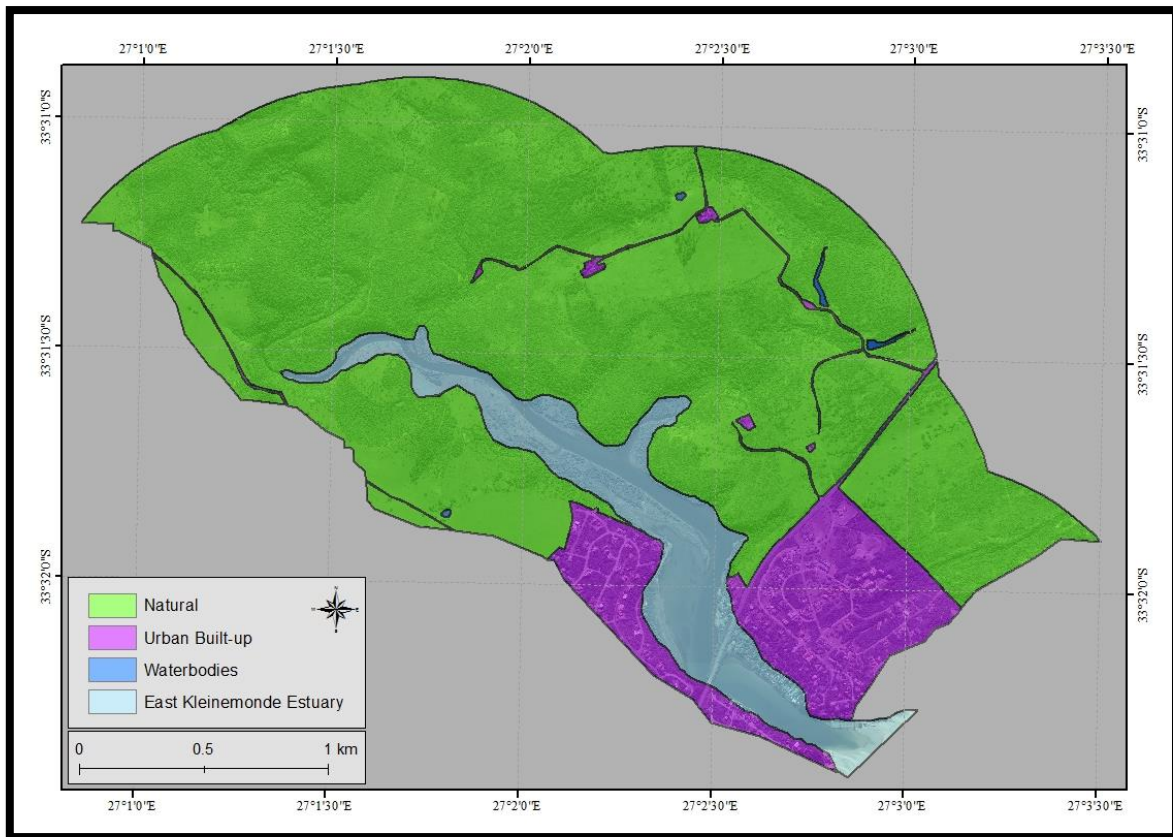 27°1'0"E 27°1'30"E 27°2'0"E 27°2'30"E 27°3'0"E 27°3'30"E
33°31'0"S 33°31'0"S
33°31'30"S 33°31'30"S
33°32'0"S 33°32'0"S
Natural
Urban Built-up
Waterbodies
East Kleinemonde Estuary
0 0.5 1 km
27°1'0"E 27°1'30"E 27°2'0"E 27°2'30"E 27°3'0"E 27°3'30"E